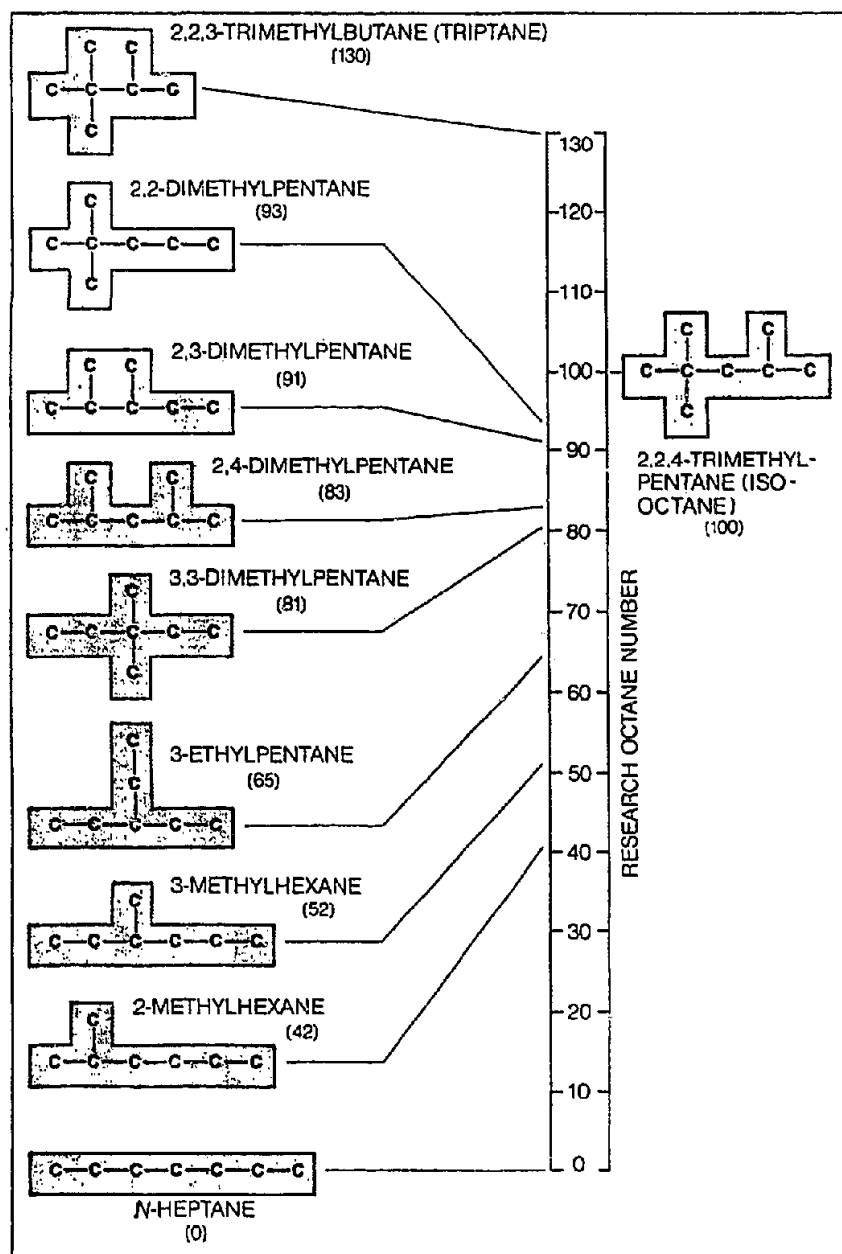 2,2,3-TRIMETHYLBUTANE (TRIPTANE)
(130)
C C
C C C C
C
2,2-DIMETHYLPENTANE
(93)
C
C C C C C
C
2,3-DIMETHYLPENTANE
(91)
C C
C C C C C
2,4-DIMETHYLPENTANE
(83)
C C
C C C C C
3,3-DIMETHYLPENTANE
(81)
C
C C C C C
C
3-ETHYLPENTANE
(65)
C
C
C C C C C
3-METHYLHEXANE
(52)
C
C C C C C C
2-METHYLHEXANE
(42)
C
C C C C C C
C C C C C C C
N-HEPTANE
(0)
130
120
110
100
90
80
70
60
50
40
30
20
10
0
RESEARCH OCTANE NUMBER
C C
C C C C C
C
2,2,4-TRIMETHYL-
PENTANE (ISO-
OCTANE)
(100)